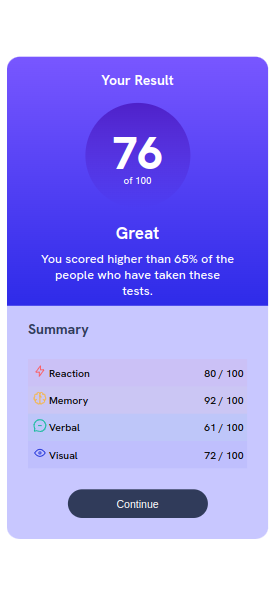 Your Result
76
of 100
Great
You scored higher than 65% of the
people who have taken these
tests.
Summary
Reaction 80 / 100
Memory 92 / 100
Verbal 61 / 100
Visual 72 / 100
Continue